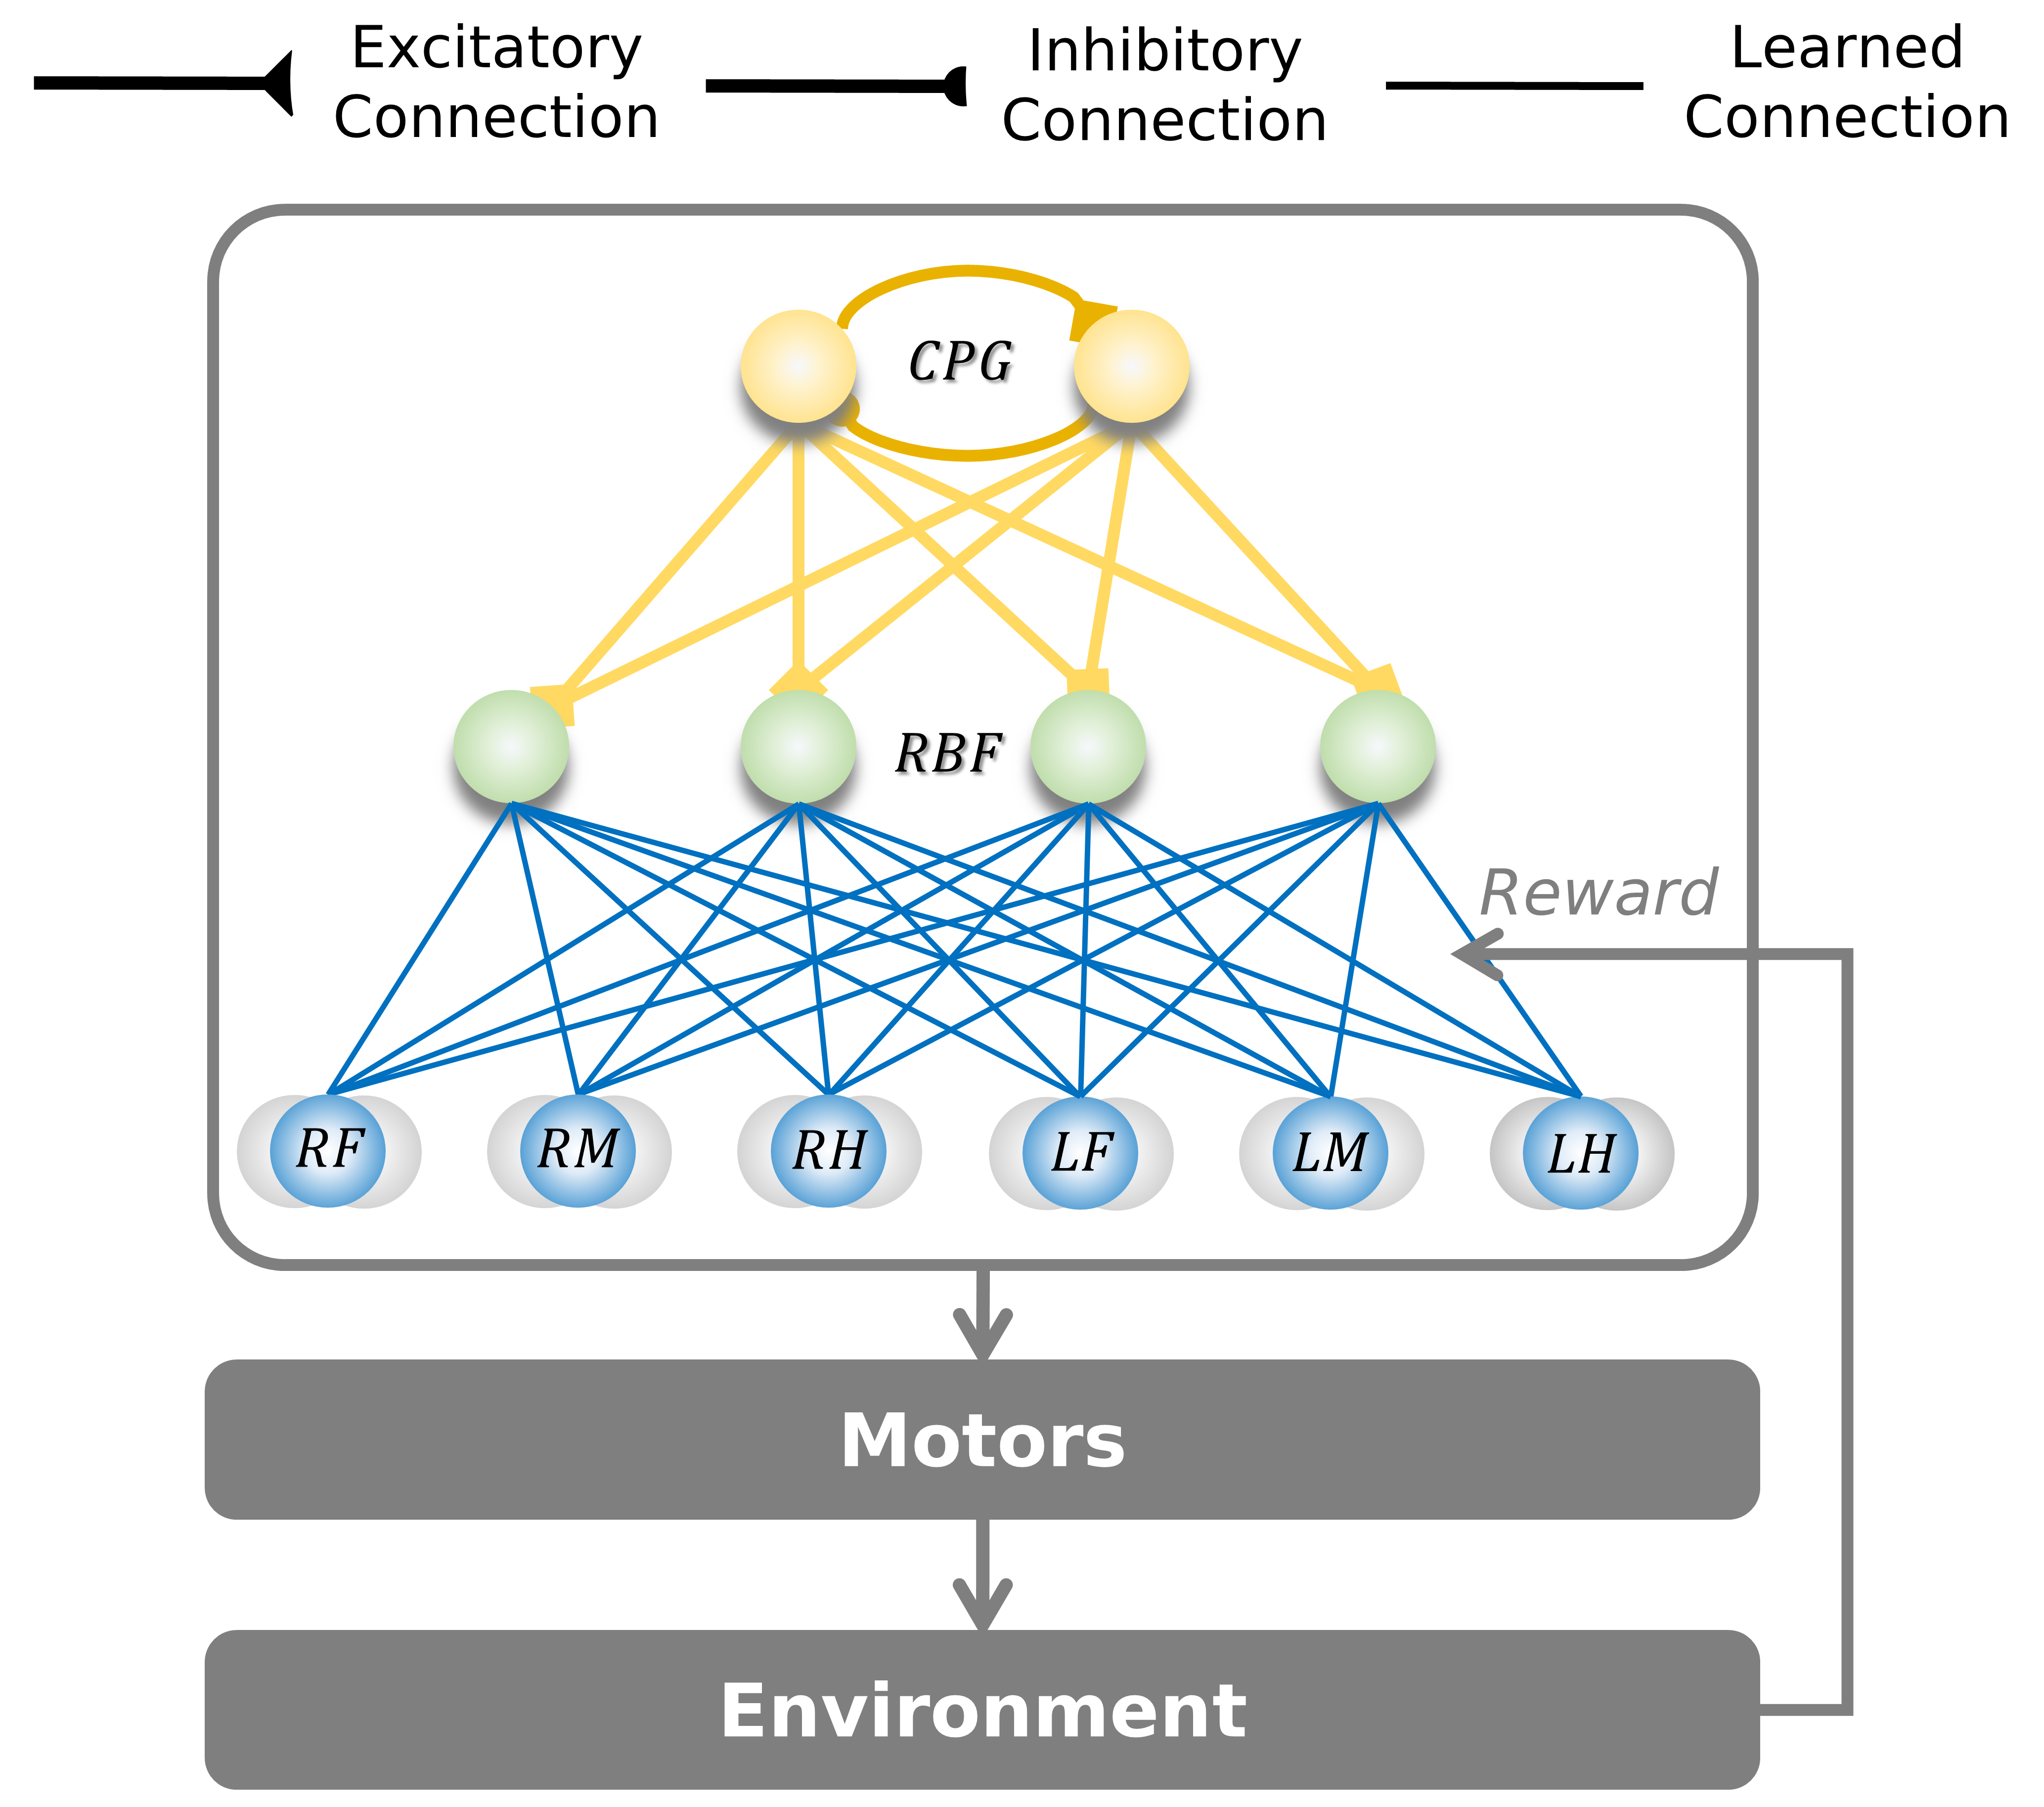 Excitatory
Connection
Inhibitory
Connection
Learned
Connection
CPG
RBF
Reward
RF
RM
RH
LF
LM
LH
Motors
Environment